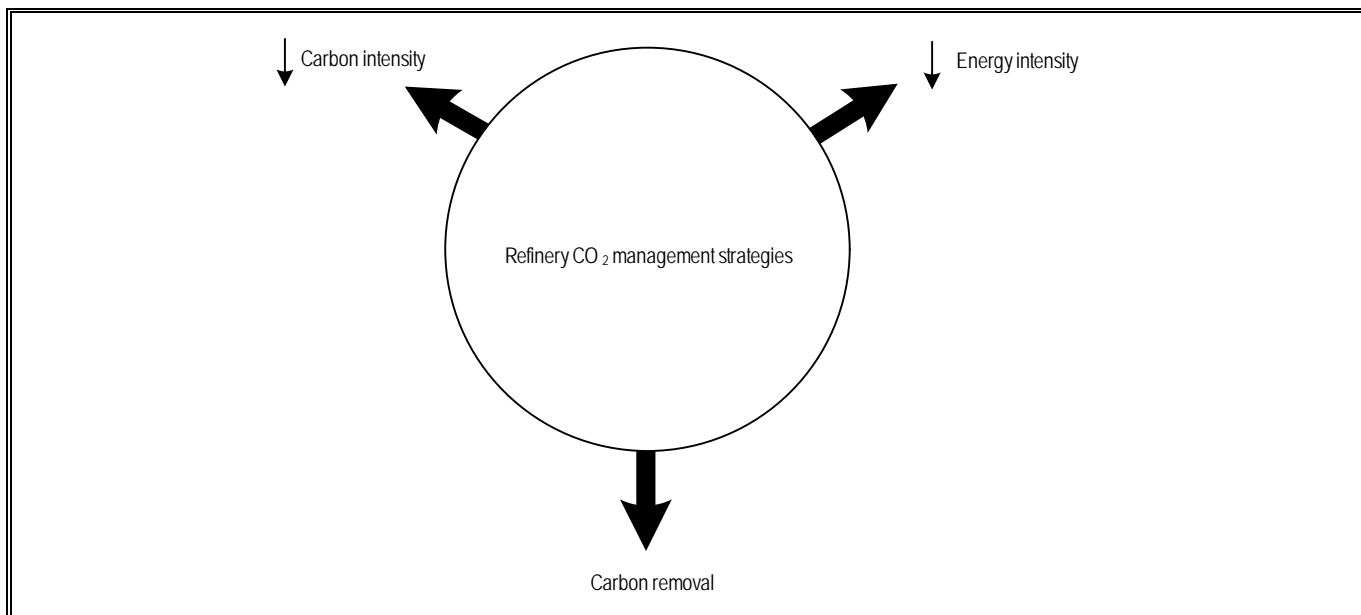 ↓ Carbon intensity
↓ Energy intensity
Refinery CO₂ management strategies
Carbon removal